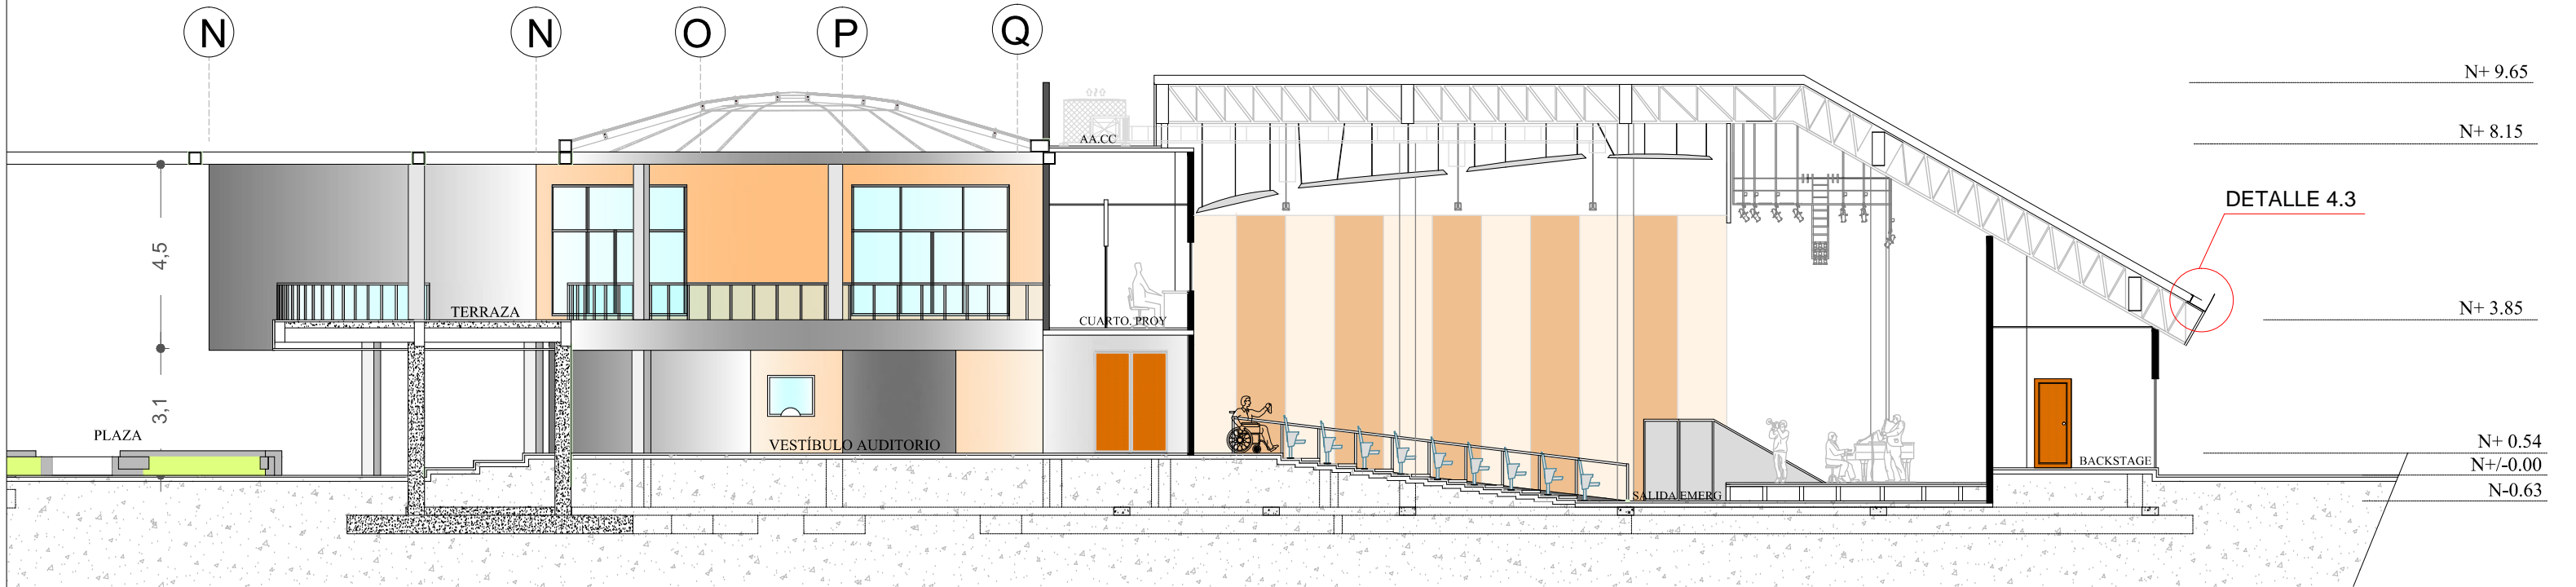 N
N
O
P
Q
N+ 9.65
N+ 8.15
AA.CC
DETALLE 4.3
4,5
TERRAZA
CUARTO. PROY
N+ 3.85
3,1
PLAZA
VESTÍBULO AUDITORIO
N+ 0.54
BACKSTAGE
N+/-0.00
SALIDA EMERG
N-0.63